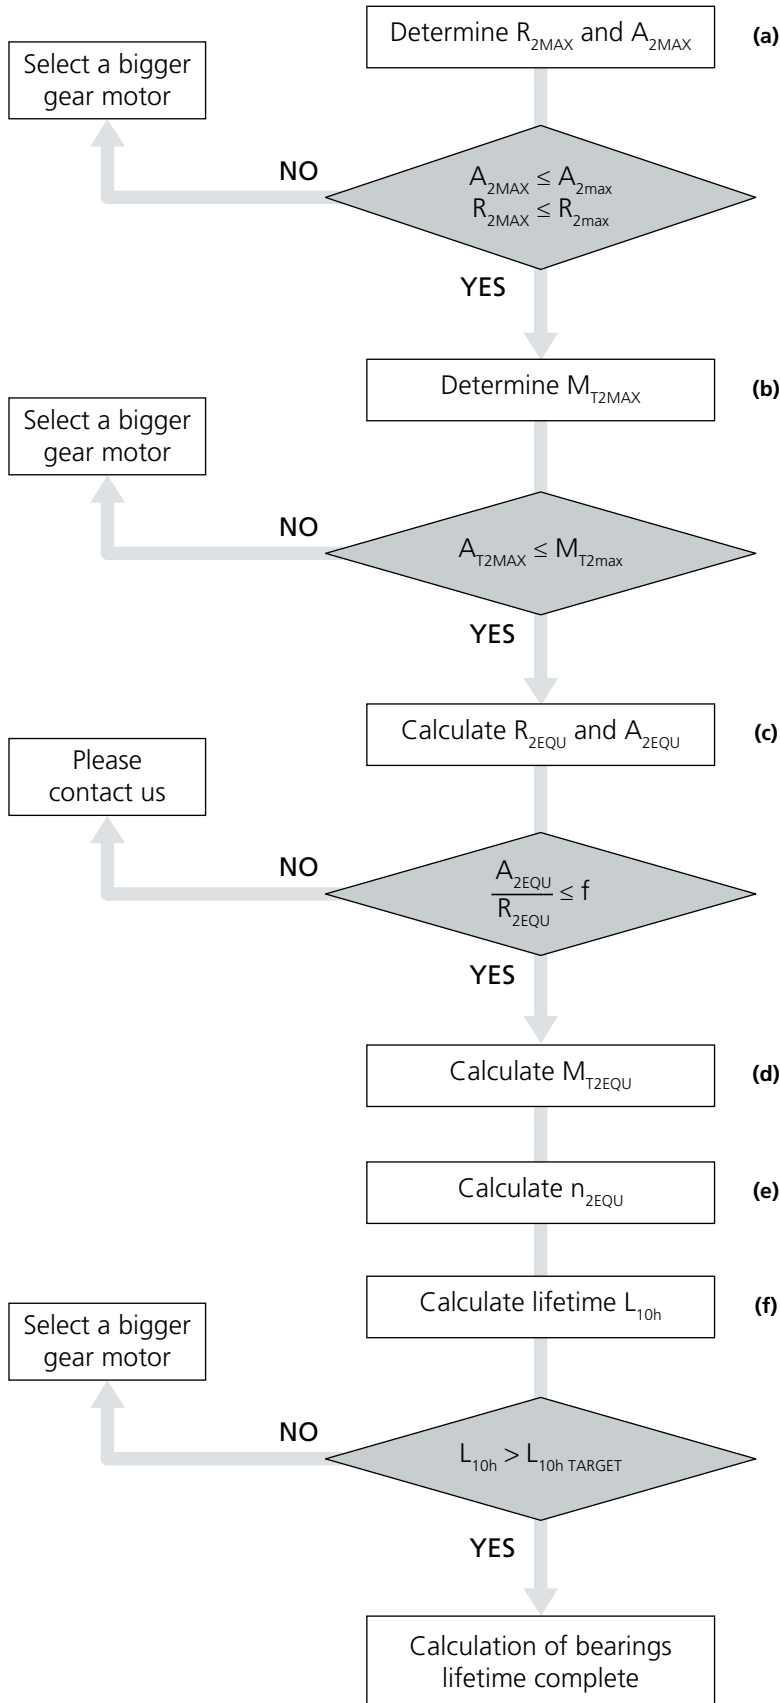 Determine R2MAX and A2MAX
(a)
Select a bigger
gear motor
NO
A2MAX ≤ A2max
R2MAX ≤ R2max
YES
Determine MT2MAX
(b)
Select a bigger
gear motor
NO
AT2MAX ≤ MT2max
YES
Calculate R2EQU and A2EQU
(c)
Please
contact us
NO
A2EQU
R2EQU
≤ f
YES
Calculate MT2EQU
(d)
Calculate n2EQU
(e)
Calculate lifetime L10h
(f)
Select a bigger
gear motor
NO
L10h > L10h TARGET
YES
Calculation of bearings
lifetime complete